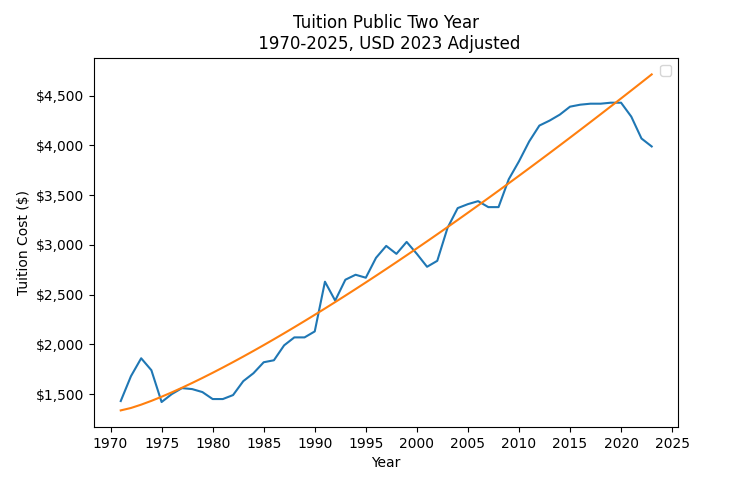 Tuition Public Two Year
1970-2025, USD 2023 Adjusted
$4,500
$4,000
$3,500
$3,000
$2,500
$2,000
$1,500
Tuition Cost ($)
1970 1975 1980 1985 1990 1995 2000 2005 2010 2015 2020 2025
Year